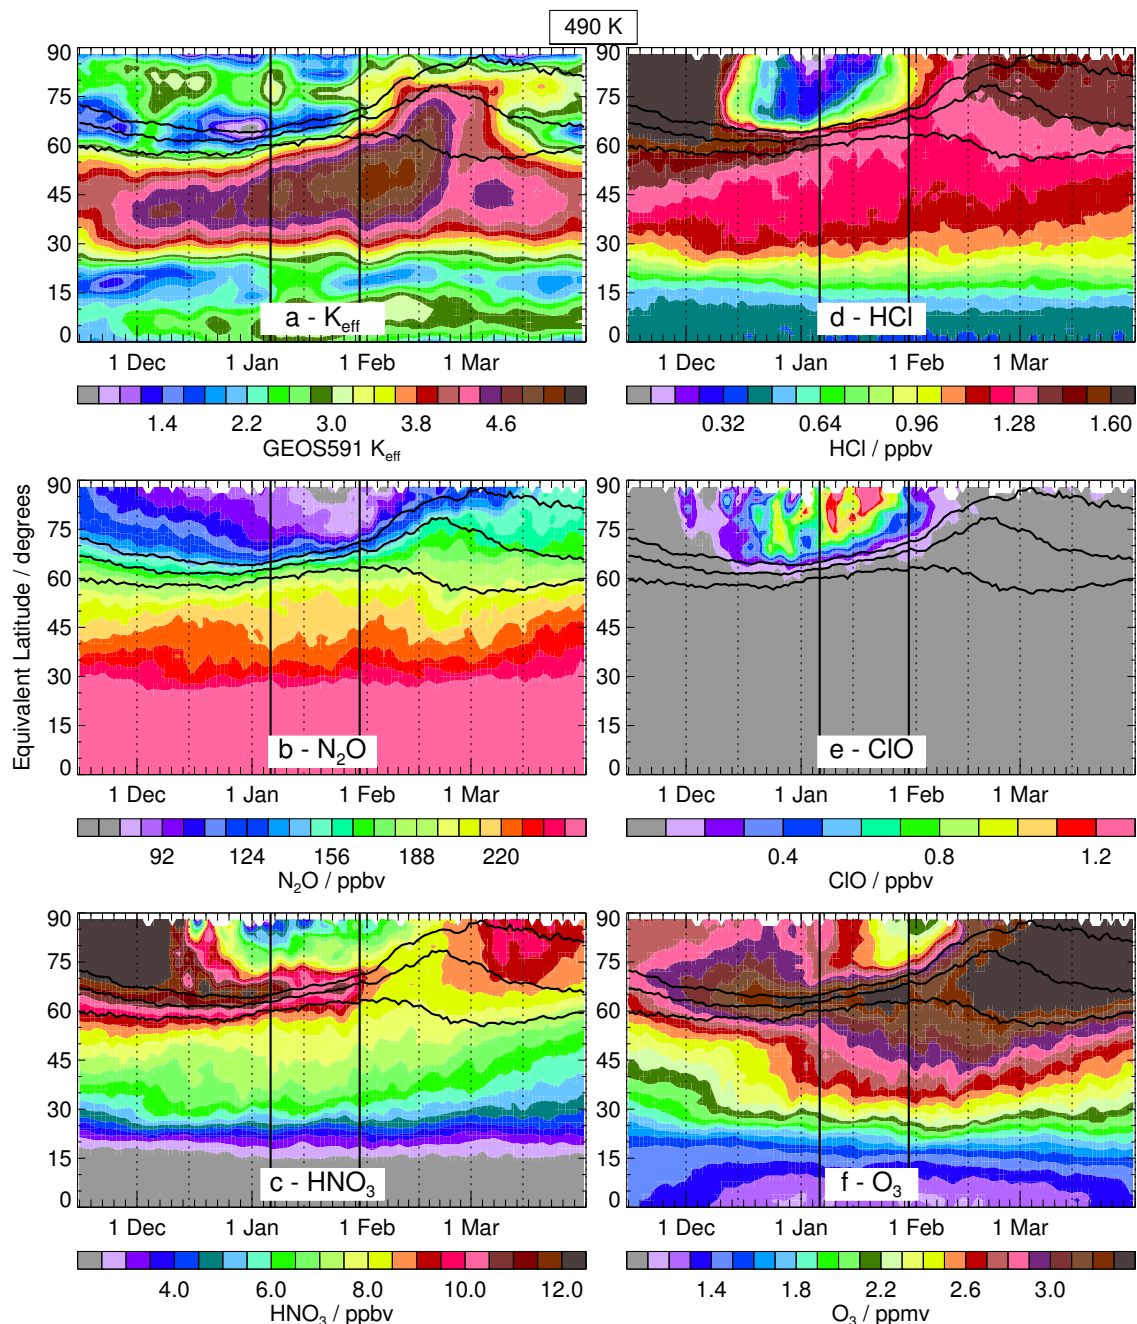 490 K
90
75
60
45
30
15
0
a - Keff
1 Dec 1 Jan 1 Feb 1 Mar
1.4 2.2 3.0 3.8 4.6
GEOS591 Keff
90
75
60
45
30
15
0
d - HCl
1 Dec 1 Jan 1 Feb 1 Mar
0.32 0.64 0.96 1.28 1.60
HCl / ppbv
Equivalent Latitude / degrees
90
75
60
45
30
15
0
b - N₂O
1 Dec 1 Jan 1 Feb 1 Mar
92 124 156 188 220
N₂O / ppbv
90
75
60
45
30
15
0
e - ClO
1 Dec 1 Jan 1 Feb 1 Mar
0.4 0.8 1.2
ClO / ppbv
90
75
60
45
30
15
0
c - HNO₃
1 Dec 1 Jan 1 Feb 1 Mar
4.0 6.0 8.0 10.0 12.0
HNO₃ / ppbv
90
75
60
45
30
15
0
f - O₃
1 Dec 1 Jan 1 Feb 1 Mar
1.4 1.8 2.2 2.6 3.0
O₃ / ppmv